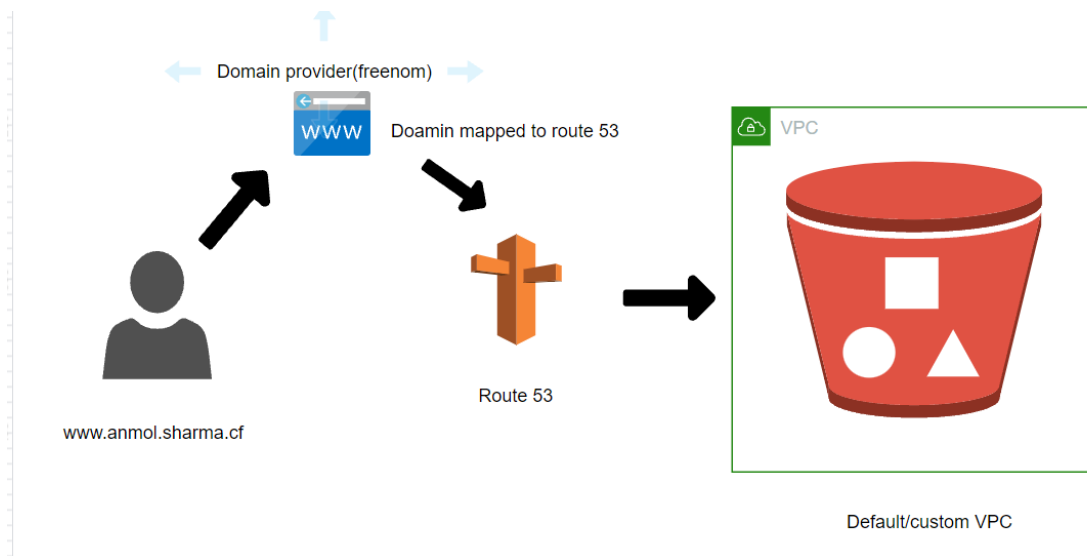 Domain provider(freenom)
www
Doamin mapped to route 53
VPC
Route 53
www.anmol.sharma.cf
Default/custom VPC